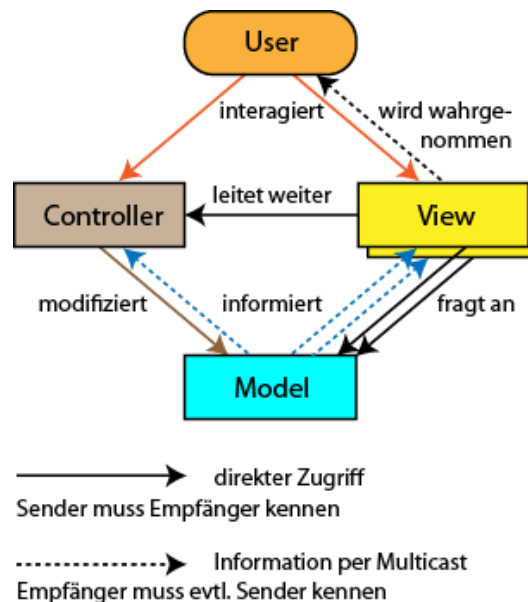 User
interagiert
wird wahrge-
nommen
leitet weiter
Controller
View
modifiziert
informiert
fragt an
Model
direkter Zugriff
Sender muss Empfänger kennen
Information per Multicast
Empfänger muss evtl. Sender kennen